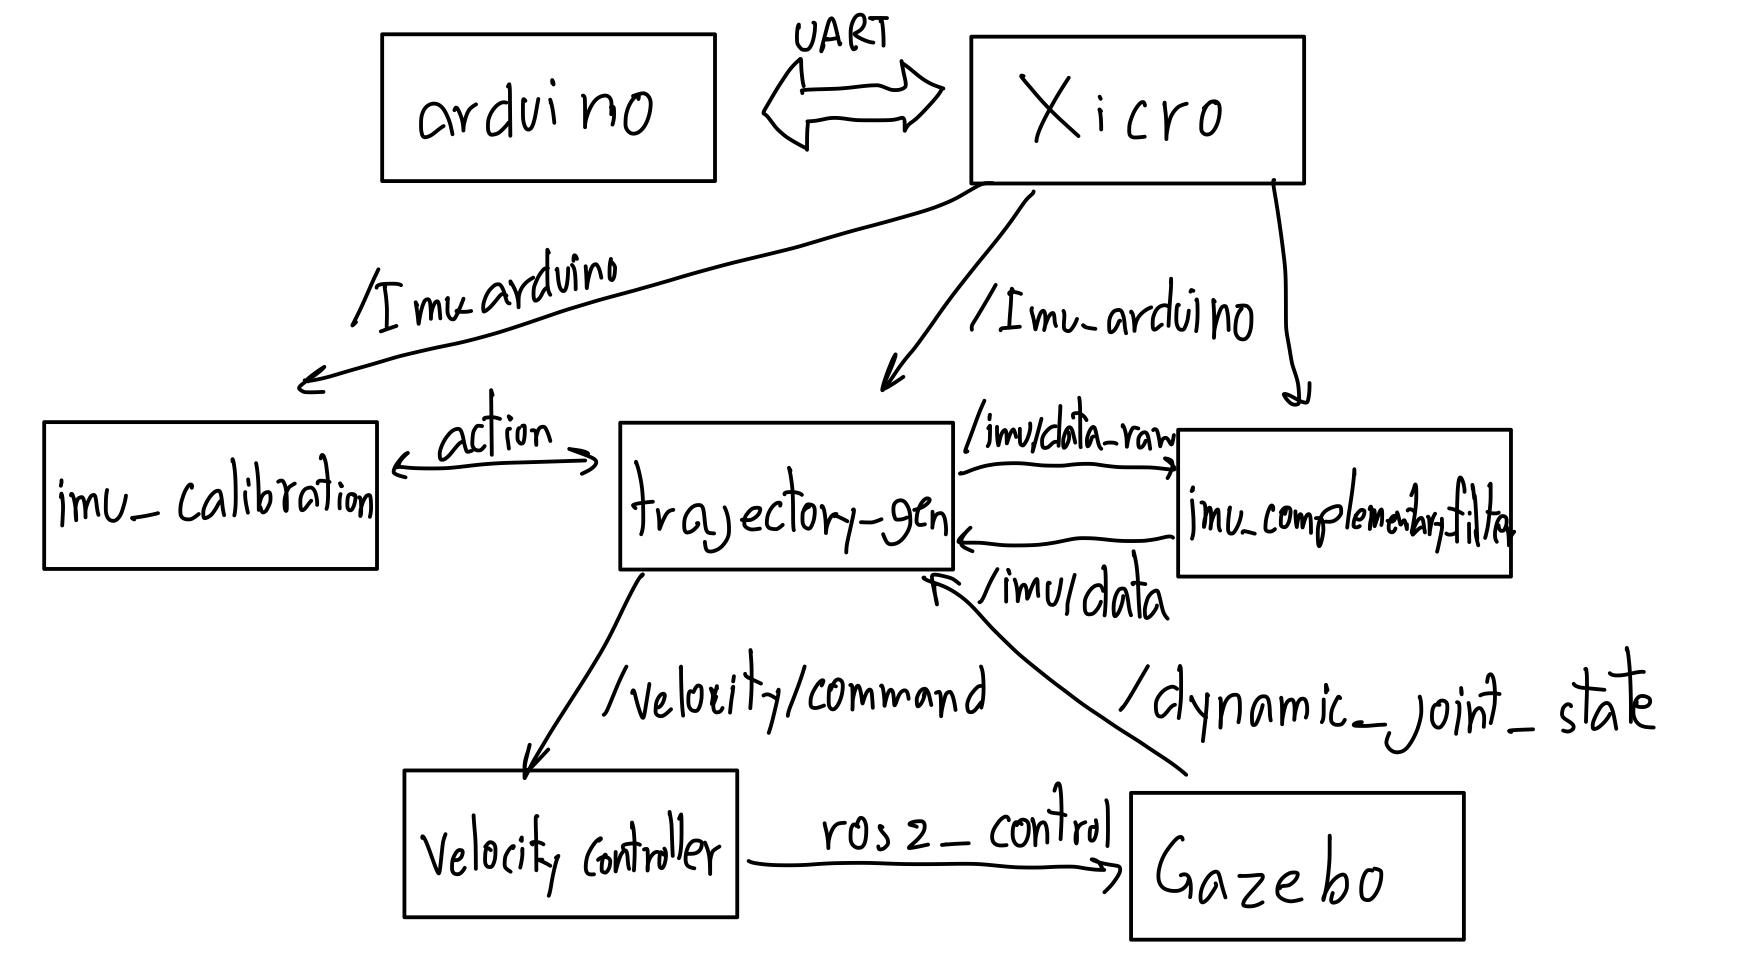 UART
arduino
Xicro
/Imu_arduino
/Imu_arduino
action
/imu/data_raw
imu_calibration
trajectory_gen
imu_complementary_filter
/imu/data
/velocity/command
/dynamic_joint_state
Velocity controller
ros2_control
Gazebo